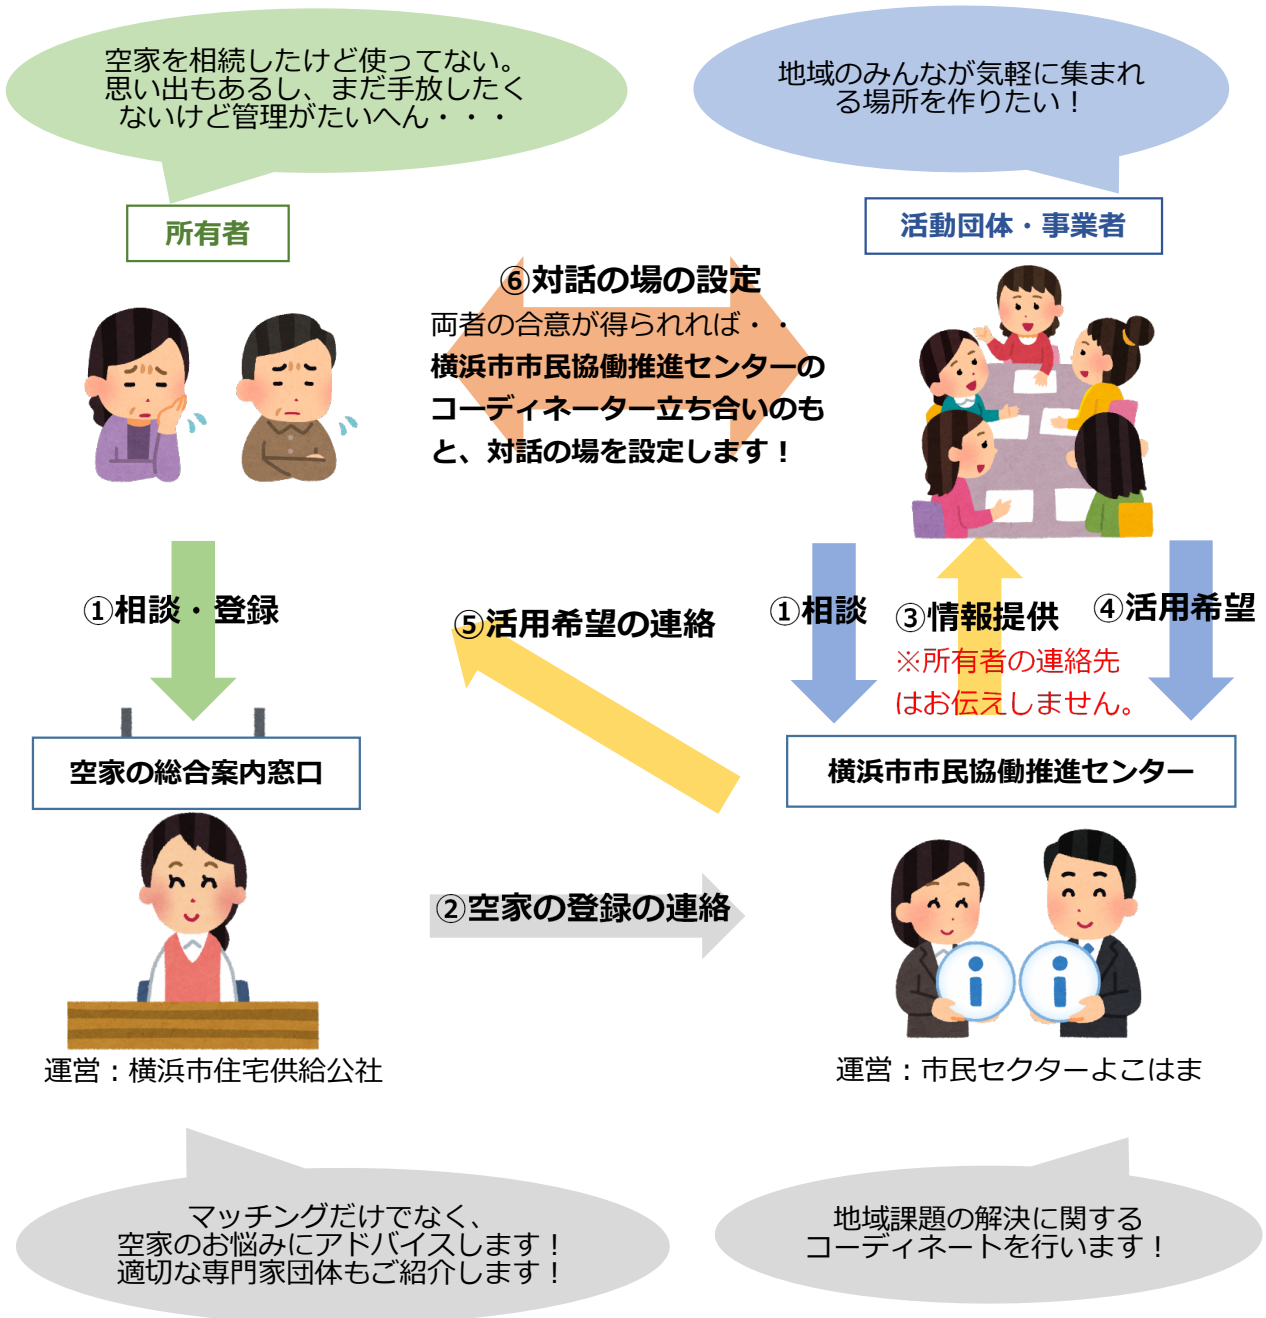 空家を相続したけど使ってない。
思い出もあるし、まだ手放したく
ないけど管理がたいへん・・・
地域のみんなが気軽に集まれ
る場所を作りたい！
所有者
活動団体・事業者
⑥対話の場の設定
両者の合意が得られれば・・
横浜市市民協働推進センターの
コーディネーター立ち合いのも
と、対話の場を設定します！
①相談・登録
⑤活用希望の連絡
①相談
③情報提供
※所有者の連絡先
はお伝えしません。
④活用希望
空家の総合案内窓口
横浜市市民協働推進センター
②空家の登録の連絡
運営：横浜市住宅供給公社
運営：市民セクターよこはま
マッチングだけでなく、
空家のお悩みにアドバイスします！
適切な専門家団体もご紹介します！
地域課題の解決に関する
コーディネートを行います！